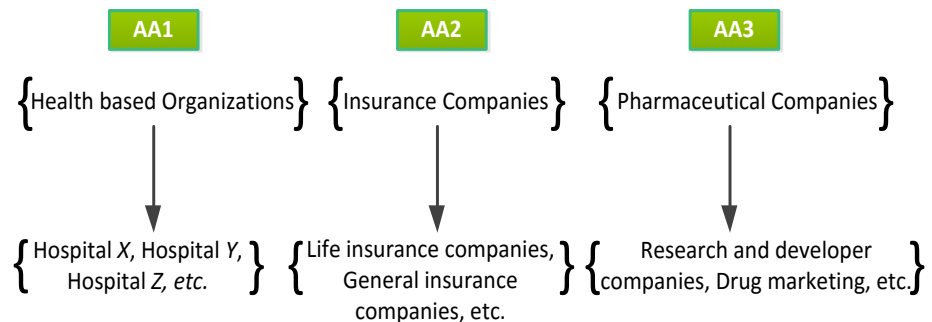 AA1
AA2
AA3
{Health based Organizations}
{Insurance Companies}
{Pharmaceutical Companies}
{Hospital X, Hospital Y,
Hospital Z, etc.}
{Life insurance companies,
General insurance
companies, etc.}
{Research and developer
companies, Drug marketing, etc.}